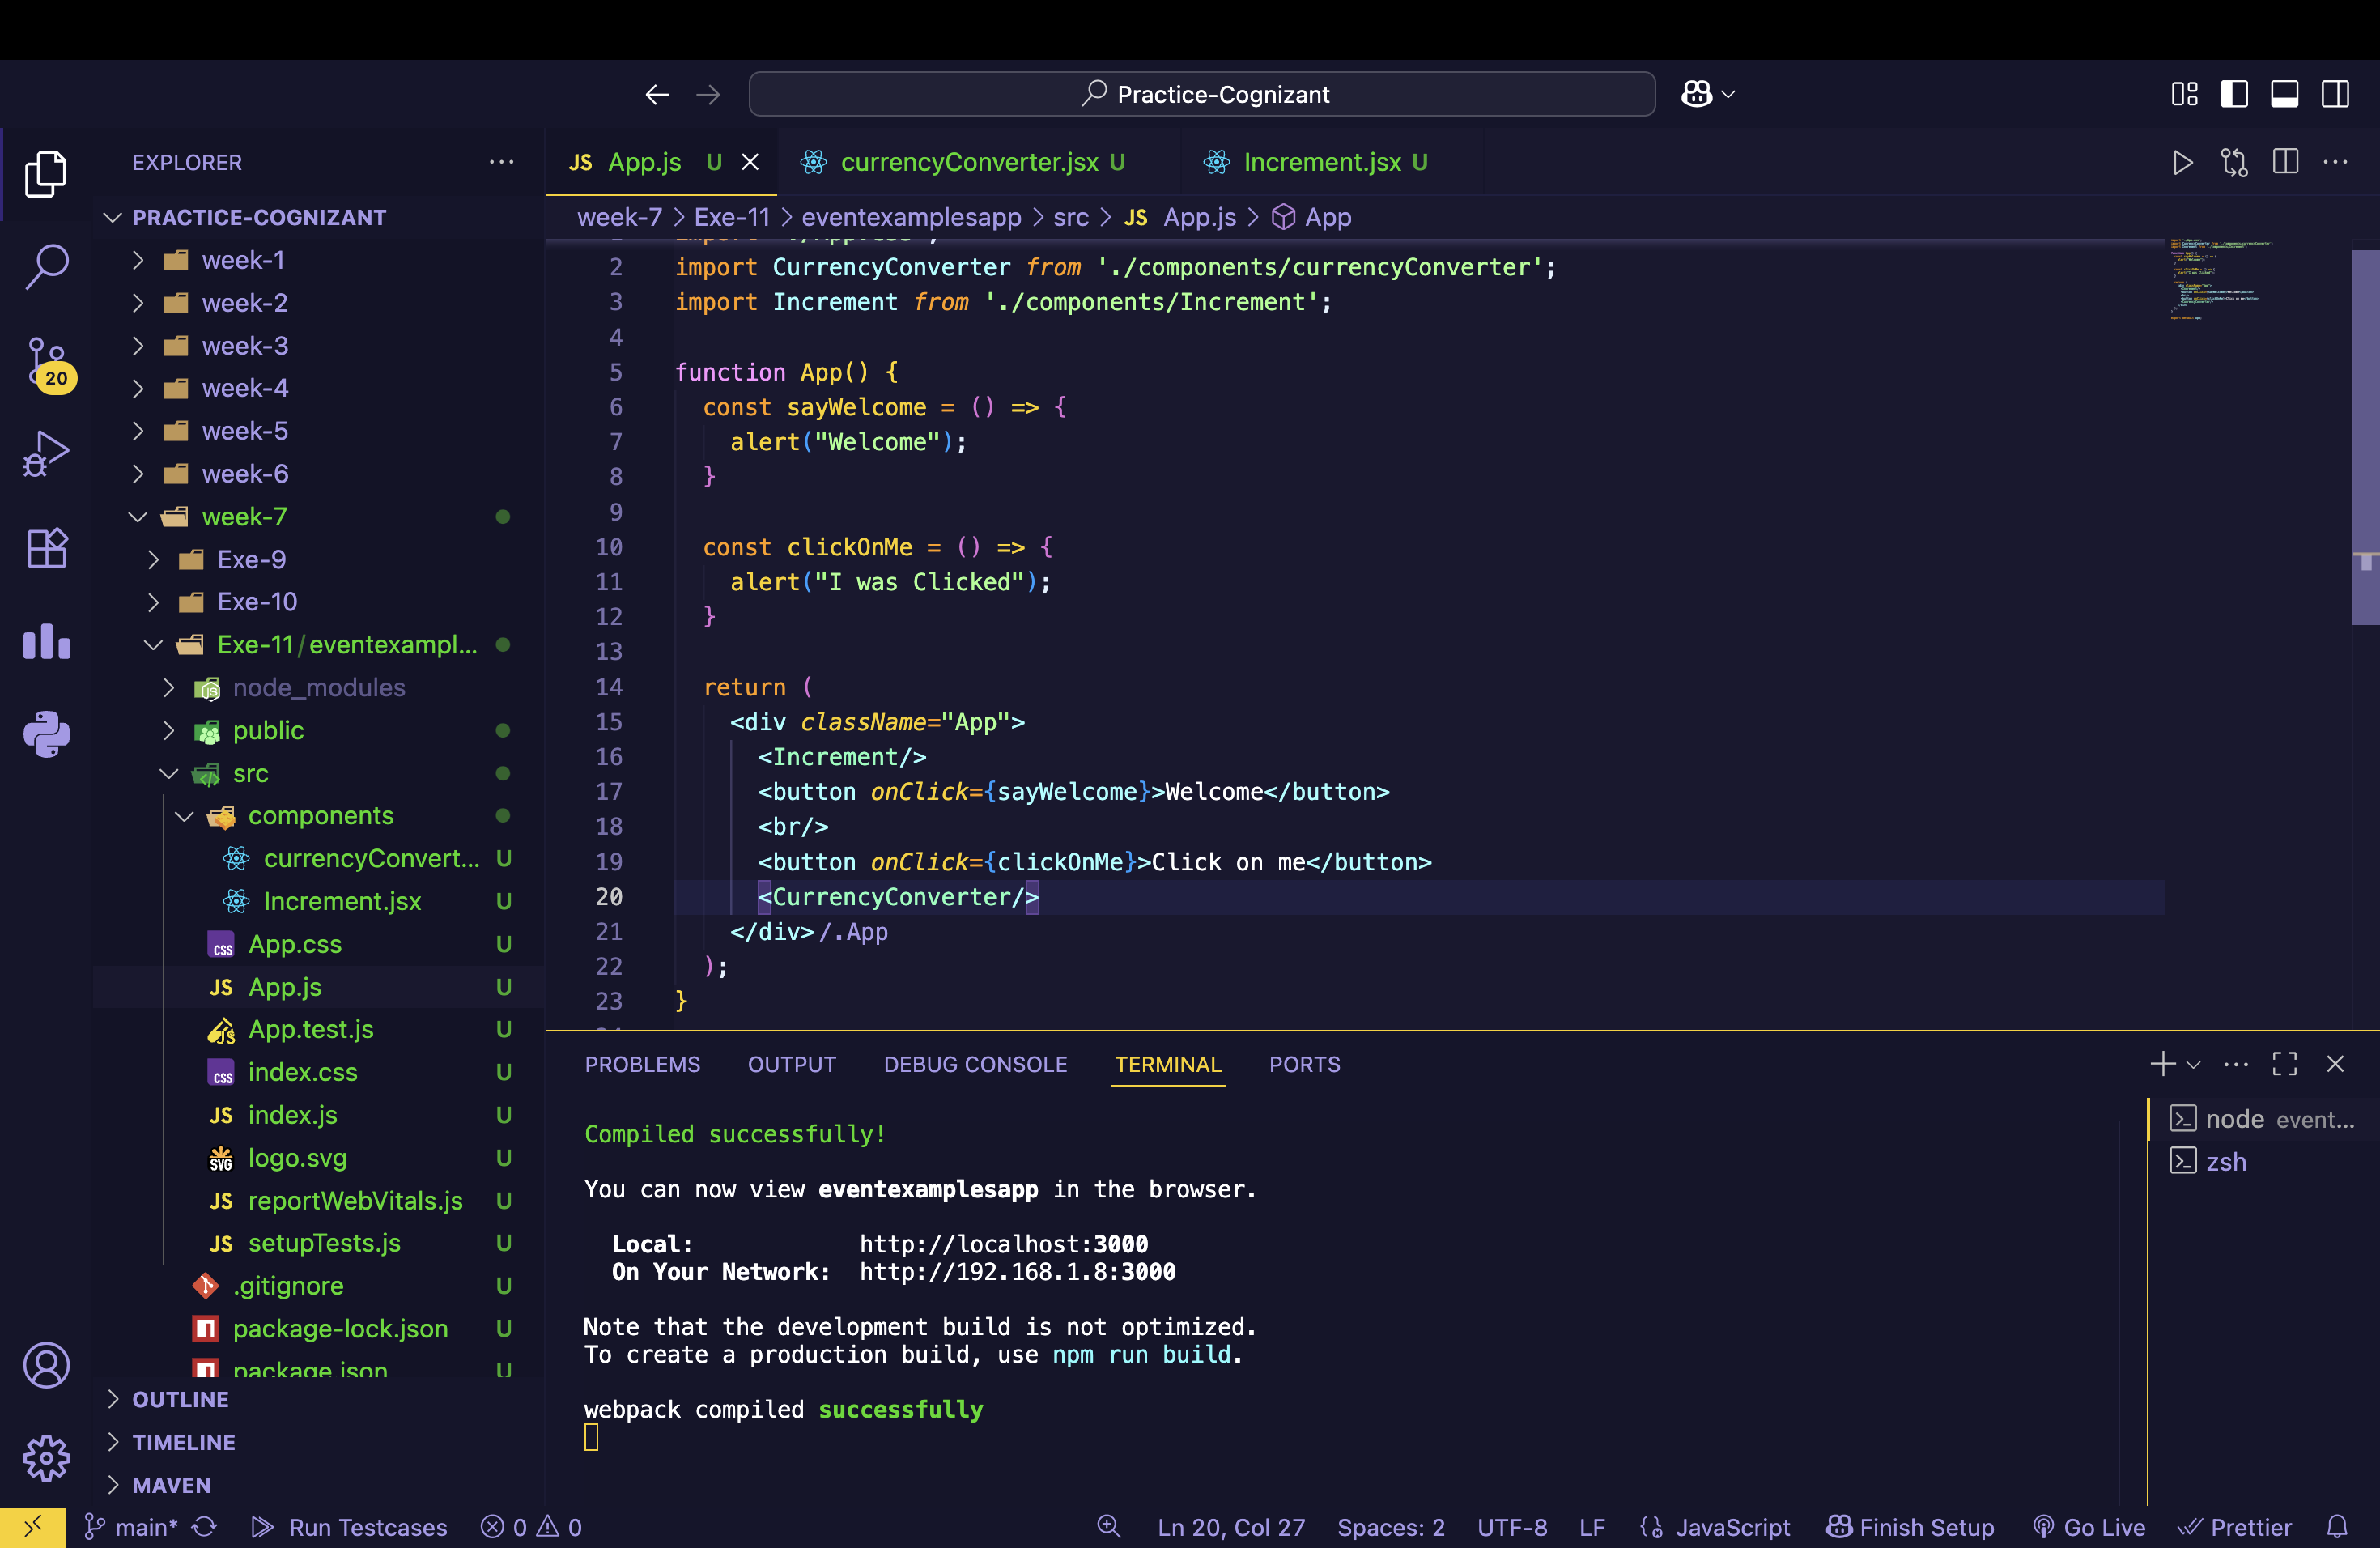 Practice-Cognizant
EXPLORER
JS App.js U
currencyConverter.jsx U
Increment.jsx U
PRACTICE-COGNIZANT
week-7 > Exe-11 > eventexamplesapp > src > JS App.js > App
week-1
week-2
week-3
week-4
week-5
week-6
week-7
Exe-9
Exe-10
Exe-11/eventexampl...
node_modules
public
src
components
currencyConvert... U
Increment.jsx U
App.css U
JS App.js U
App.test.js U
index.css U
JS index.js U
logo.svg U
JS reportWebVitals.js U
JS setupTests.js U
.gitignore U
package-lock.json U
package.json U
OUTLINE
TIMELINE
MAVEN
20
import './App.css';
2 import CurrencyConverter from './components/currencyConverter';
3 import Increment from './components/Increment';
4
5 function App() {
6 const sayWelcome = () => {
7 alert("Welcome");
8 }
9
10 const clickOnMe = () => {
11 alert("I was Clicked");
12 }
13
14 return (
15 <div className="App">
16 <Increment/>
17 <button onClick={sayWelcome}>Welcome</button>
18 <br/>
19 <button onClick={clickOnMe}>Click on me</button>
20 <CurrencyConverter/>
21 </div>/.App
22 );
23 }
PROBLEMS OUTPUT DEBUG CONSOLE TERMINAL PORTS
Compiled successfully!
You can now view eventexamplesapp in the browser.
Local: http://localhost:3000
On Your Network: http://192.168.1.8:3000
Note that the development build is not optimized.
To create a production build, use npm run build.
webpack compiled successfully
node event...
zsh
main* Run Testcases 0 0 Ln 20, Col 27 Spaces: 2 UTF-8 LF JavaScript Finish Setup Go Live Prettier